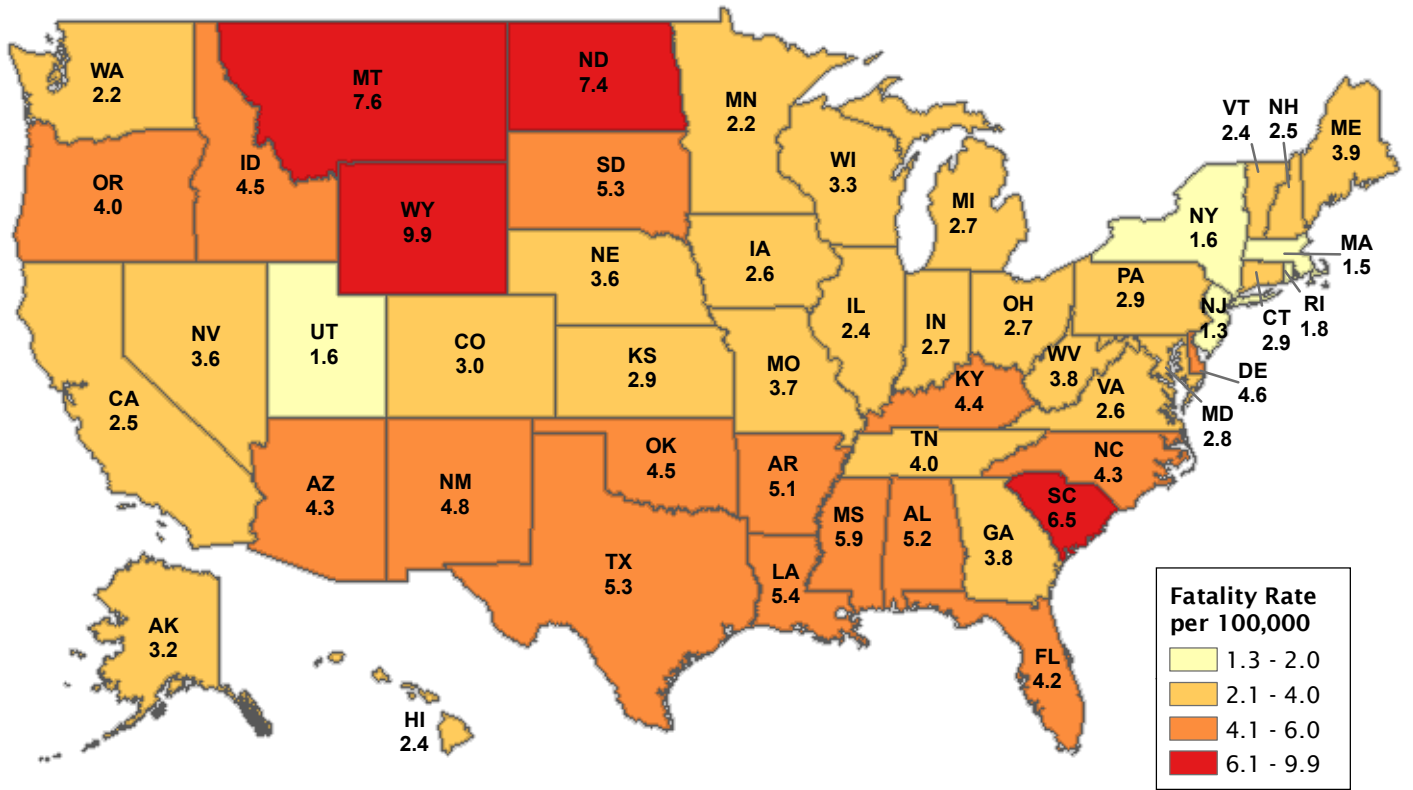 WA
2.2
MT
7.6
ND
7.4
MN
2.2
VT
2.4
NH
2.5
ME
3.9
OR
4.0
ID
4.5
SD
5.3
WI
3.3
MI
2.7
NY
1.6
MA
1.5
WY
9.9
NE
3.6
IA
2.6
IL
2.4
IN
2.7
OH
2.7
PA
2.9
NJ
1.3
CT
2.9
RI
1.8
NV
3.6
UT
1.6
CO
3.0
KS
2.9
MO
3.7
KY
4.4
WV
3.8
VA
2.6
DE
4.6
MD
2.8
CA
2.5
AZ
4.3
NM
4.8
OK
4.5
AR
5.1
TN
4.0
NC
4.3
SC
6.5
TX
5.3
LA
5.4
MS
5.9
AL
5.2
GA
3.8
FL
4.2
AK
3.2
HI
2.4
Fatality Rate
per 100,000
1.3 - 2.0
2.1 - 4.0
4.1 - 6.0
6.1 - 9.9